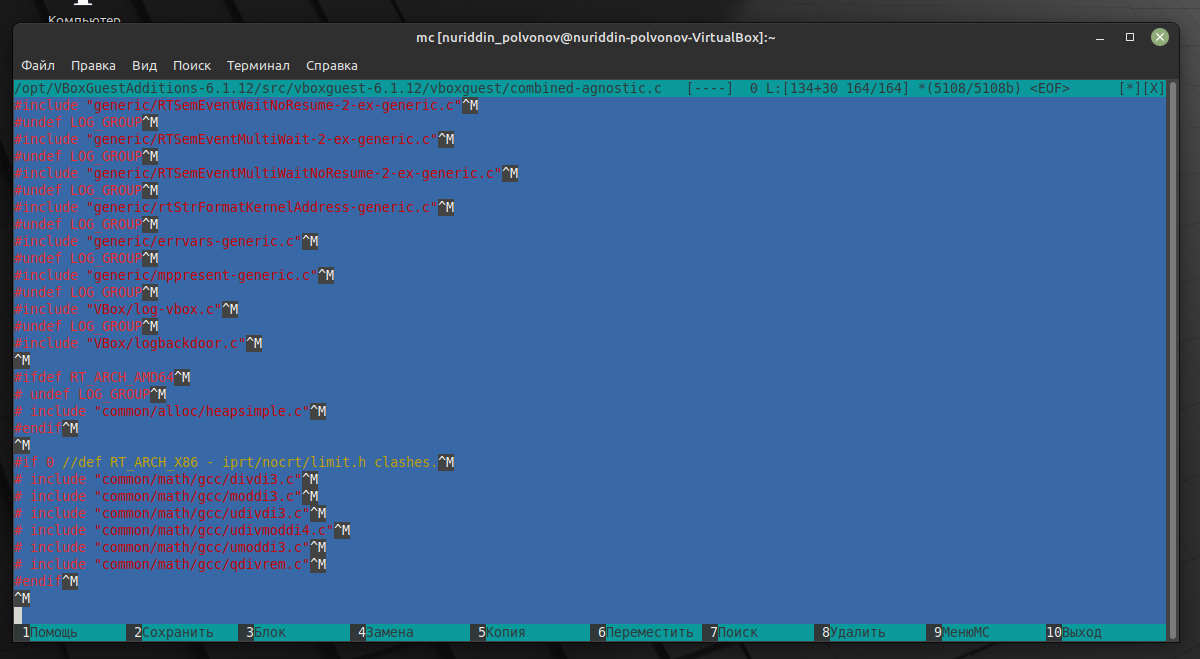 Компьютер
mc [nuriddin_polvonov@nuriddin-polvonov-VirtualBox]:~
Файл Правка Вид Поиск Терминал Справка
/opt/VBoxGuestAdditions-6.1.12/src/vboxguest-6.1.12/vboxguest/combined-agnostic.c [----] 0 L:[134+30 164/164] *(5108/5108b) <EOF> [*][X]
#include "generic/RTSemEventWaitNoResume-2-ex-generic.c"^M
#undef LOG_GROUP^M
#include "generic/RTSemEventMultiWait-2-ex-generic.c"^M
#undef LOG_GROUP^M
#include "generic/RTSemEventMultiWaitNoResume-2-ex-generic.c"^M
#undef LOG_GROUP^M
#include "generic/rtStrFormatKernelAddress-generic.c"^M
#undef LOG_GROUP^M
#include "generic/errvars-generic.c"^M
#undef LOG_GROUP^M
#include "generic/mppresent-generic.c"^M
#undef LOG_GROUP^M
#include "VBox/log-vbox.c"^M
#undef LOG_GROUP^M
#include "VBox/logbackdoor.c"^M
^M
#ifdef RT_ARCH_AMD64^M
# undef LOG_GROUP^M
# include "common/alloc/heapsimple.c"^M
#endif^M
^M
#if 0 //def RT_ARCH_X86 - iprt/nocrt/limit.h clashes.^M
# include "common/math/gcc/divdi3.c"^M
# include "common/math/gcc/moddi3.c"^M
# include "common/math/gcc/udivdi3.c"^M
# include "common/math/gcc/udivmoddi4.c"^M
# include "common/math/gcc/umoddi3.c"^M
# include "common/math/gcc/qdivrem.c"^M
#endif^M
^M
1Помощь 2Сохранить 3Блок 4Замена 5Копия 6Переместить 7Поиск 8Удалить 9МенюMC 10Выход